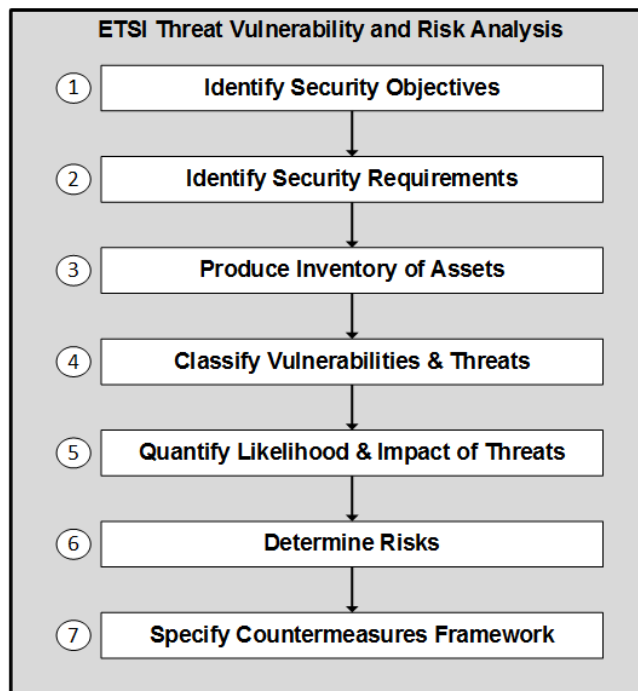 ETSI Threat Vulnerability and Risk Analysis
1 Identify Security Objectives
2 Identify Security Requirements
3 Produce Inventory of Assets
4 Classify Vulnerabilities & Threats
5 Quantify Likelihood & Impact of Threats
6 Determine Risks
7 Specify Countermeasures Framework